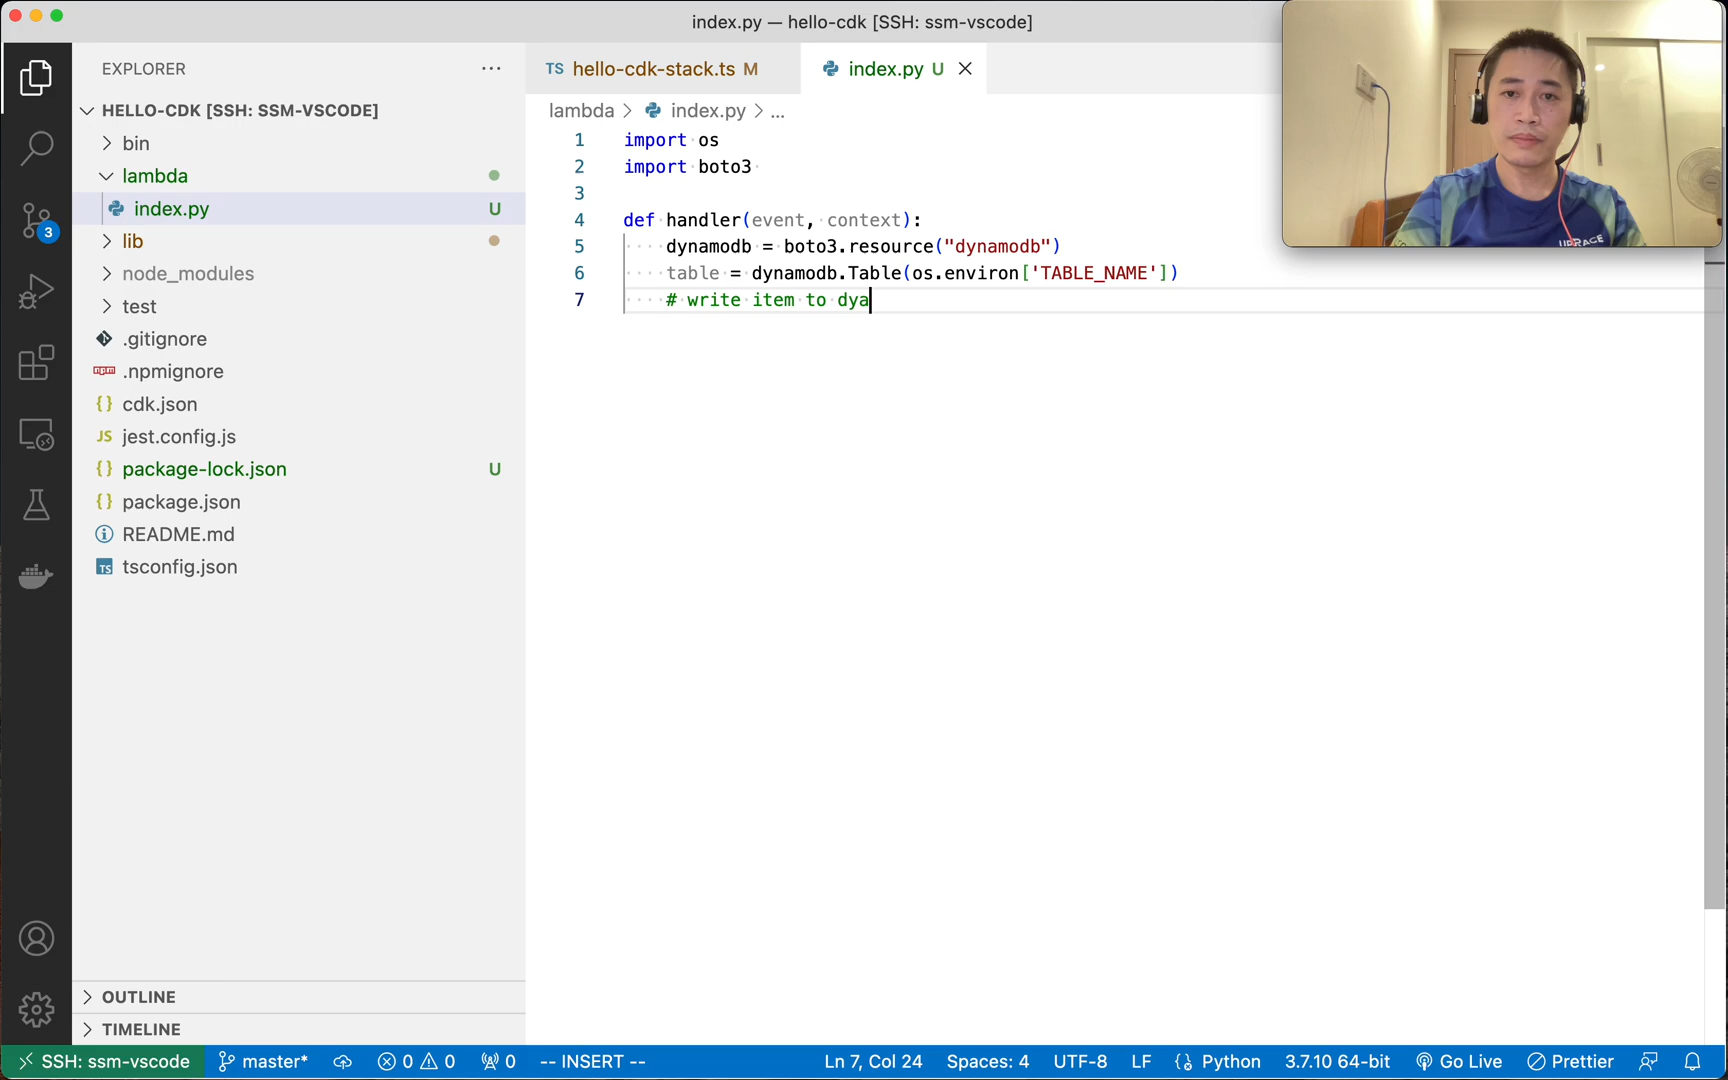 index.py — hello-cdk [SSH: ssm-vscode]
EXPLORER
HELLO-CDK [SSH: SSM-VSCODE]
bin
lambda
index.py U
lib
node_modules
test
.gitignore
.npmignore
cdk.json
jest.config.js
package-lock.json U
package.json
README.md
tsconfig.json
OUTLINE
TIMELINE
3
TS hello-cdk-stack.ts M
index.py U
lambda > index.py > ...
1 import os
2 import boto3
3
4 def handler(event, context):
5 dynamodb = boto3.resource("dynamodb")
6 table = dynamodb.Table(os.environ['TABLE_NAME'])
7 # write item to dya
SSH: ssm-vscode master* 0 0 0 -- INSERT -- Ln 7, Col 24 Spaces: 4 UTF-8 LF Python 3.7.10 64-bit Go Live Prettier